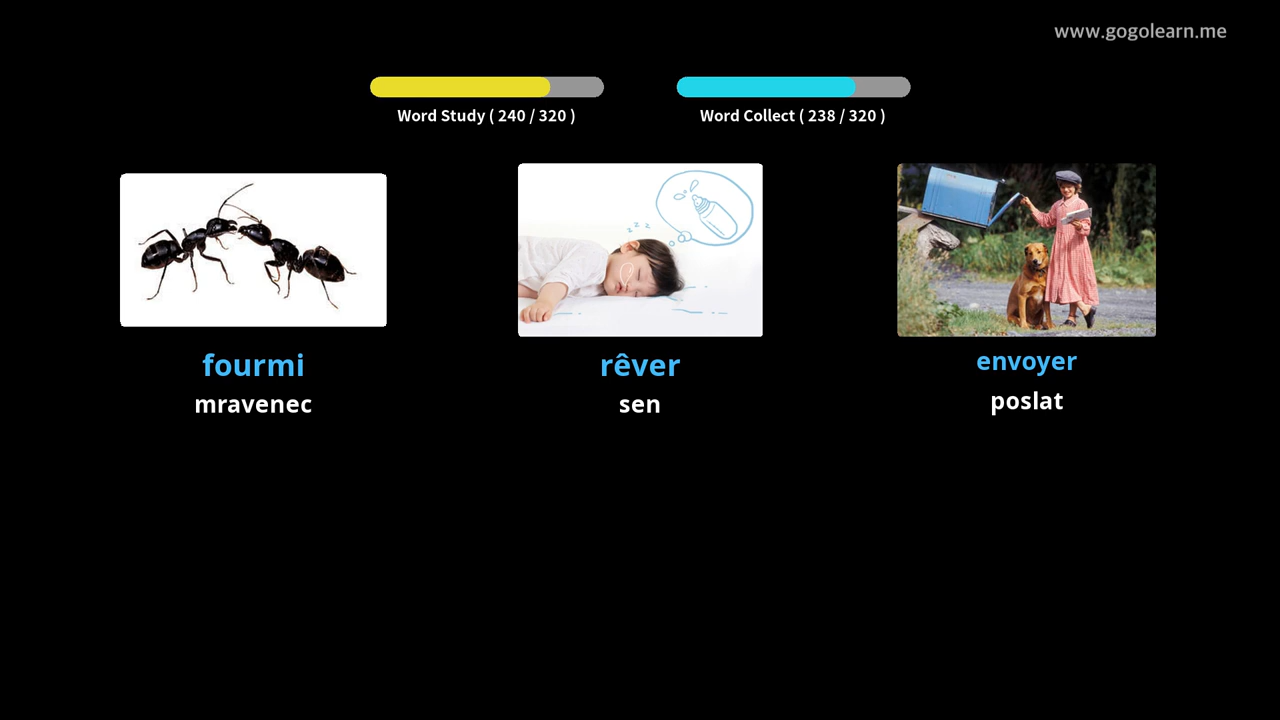 www.gogolearn.me
Word Study ( 240 / 320 )
Word Collect ( 238 / 320 )
fourmi
mravenec
z z z
rêver
sen
envoyer
poslat